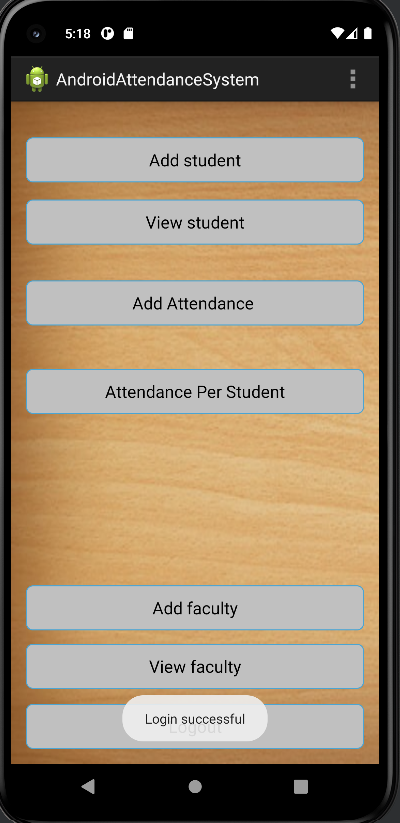 5:18
AndroidAttendanceSystem
Add student
View student
Add Attendance
Attendance Per Student
Add faculty
View faculty
Login successful
Logout